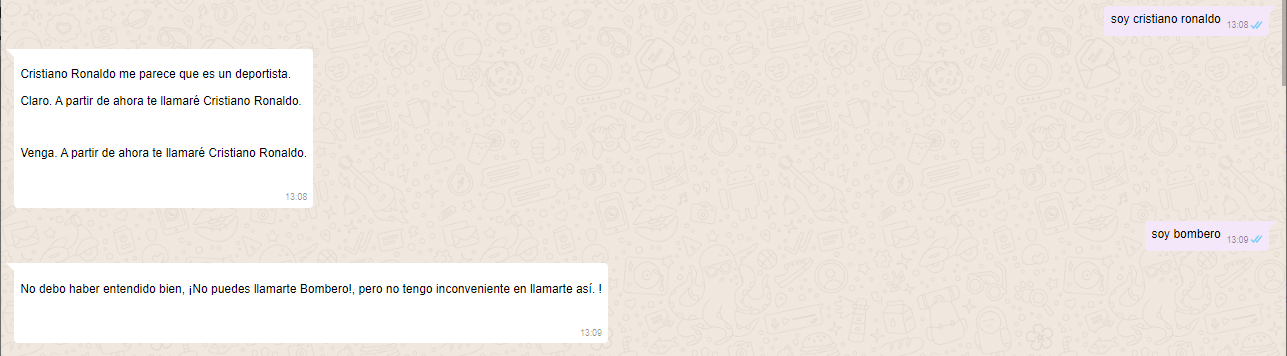 soy cristiano ronaldo 13:08
Cristiano Ronaldo me parece que es un deportista.
Claro. A partir de ahora te llamaré Cristiano Ronaldo.
Venga. A partir de ahora te llamaré Cristiano Ronaldo.
13:08
soy bombero 13:09
No debo haber entendido bien, ¡No puedes llamarte Bombero!, pero no tengo inconveniente en llamarte así. !
13:09